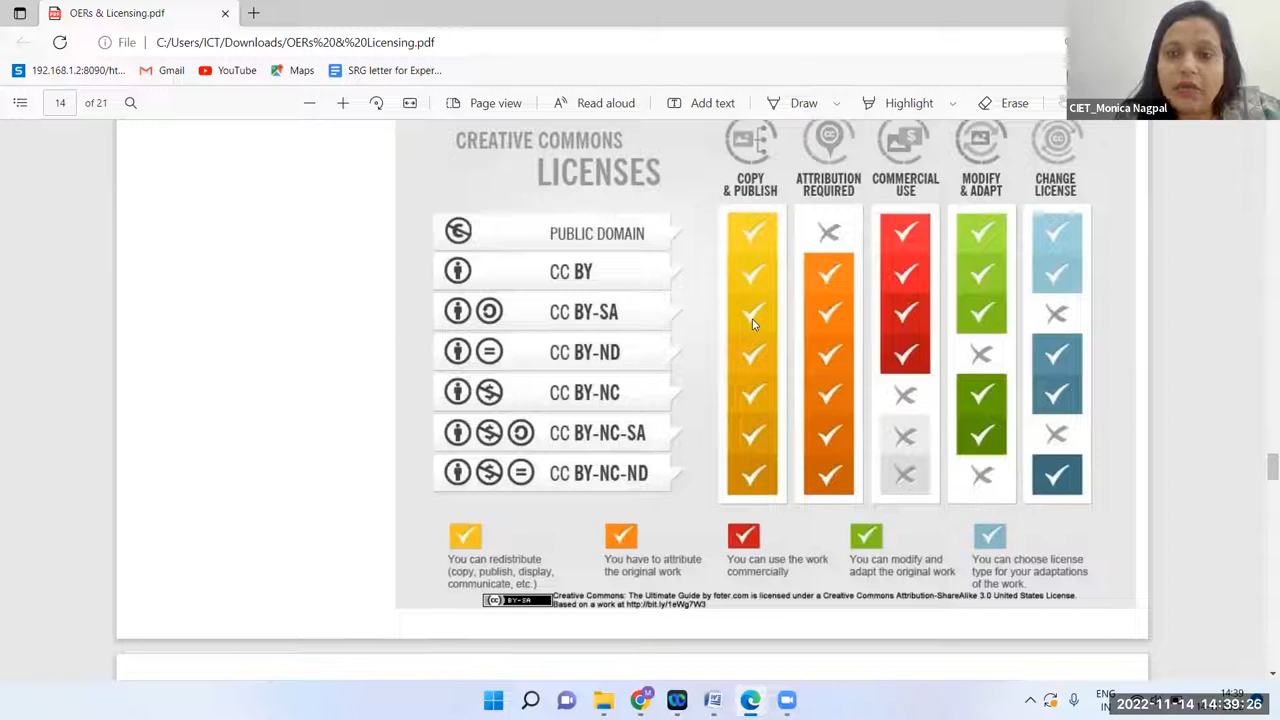 OERs & Licensing.pdf
File C:/Users/ICT/Downloads/OERs%20&%20Licensing.pdf
192.168.1.2:8090/ht... Gmail YouTube Maps SRG letter for Exper...
CIET_Monica Nagpal
14 of 21 Page view Read aloud Add text Draw Highlight Erase
CREATIVE COMMONS
LICENSES
COPY
& PUBLISH
ATTRIBUTION
REQUIRED
COMMERCIAL
USE
MODIFY
& ADAPT
CHANGE
LICENSE
PUBLIC DOMAIN
CC BY
CC BY-SA
CC BY-ND
CC BY-NC
CC BY-NC-SA
CC BY-NC-ND
You can redistribute
(copy, publish, display,
communicate, etc.)
You have to attribute
the original work
You can use the work
commercially
You can modify and
adapt the original work
You can choose license
type for your adaptations
of the work.
(cc) BY-SA
Creative Commons: The Ultimate Guide by foter.com is licensed under a Creative Commons Attribution-ShareAlike 3.0 United States License.
Based on a work at http://bit.ly/1eWg7W3
ENG
IN
14:39
2022-11-14 14:39:26